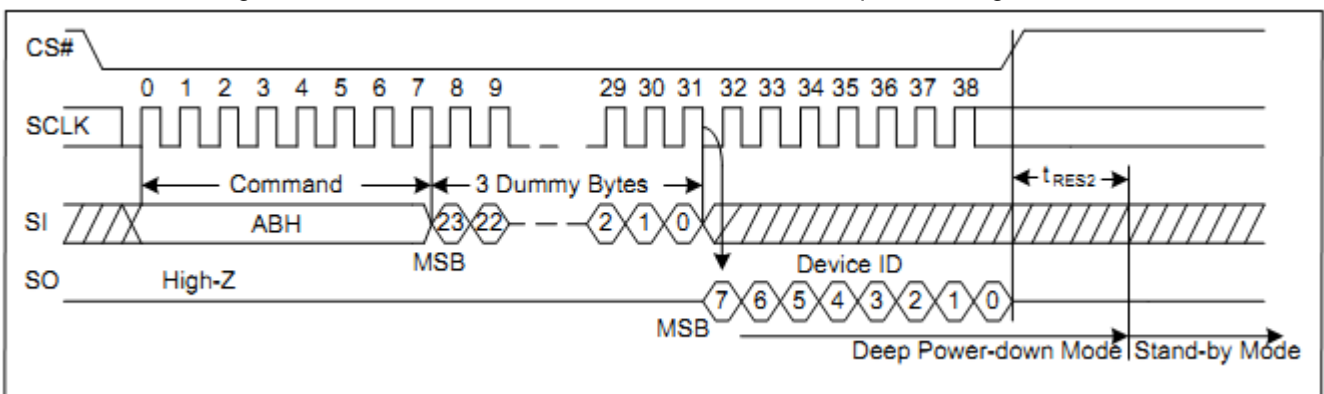 CS#
0 1 2 3 4 5 6 7 8 9 29 30 31 32 33 34 35 36 37 38
SCLK
Command 3 Dummy Bytes tRES2
SI ABH 23 22 2 1 0
MSB Device ID
SO High-Z
7 6 5 4 3 2 1 0
MSB
Deep Power-down Mode Stand-by Mode